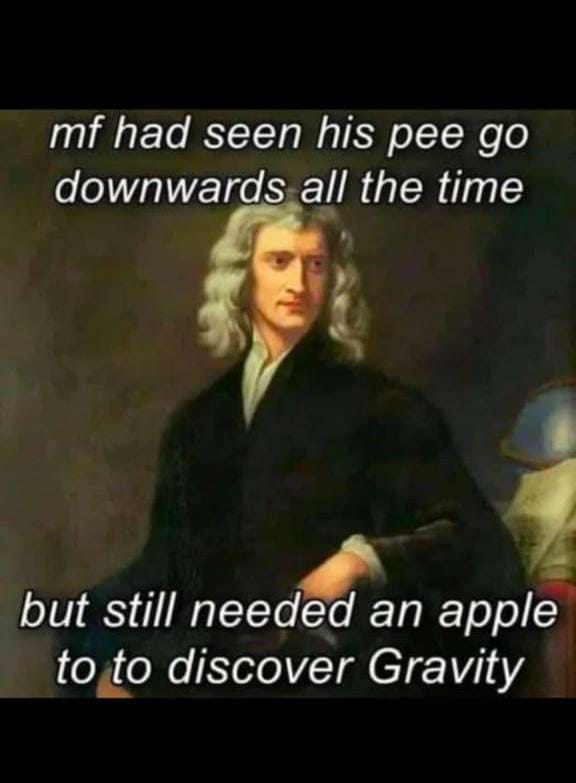 mf had seen his pee go
downwards all the time
but still needed an apple
to to discover Gravity